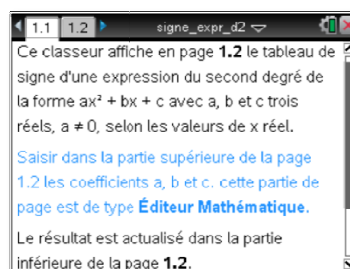 1.1 1.2 signe_expr_d2
Ce classeur affiche en page 1.2 le tableau de
signe d'une expression du second degré de
la forme ax² + bx + c avec a, b et c trois
réels, a ≠ 0, selon les valeurs de x réel.
Saisir dans la partie supérieure de la page
1.2 les coefficients a, b et c. cette partie de
page est de type Éditeur Mathématique.
Le résultat est actualisé dans la partie
inférieure de la page 1.2.